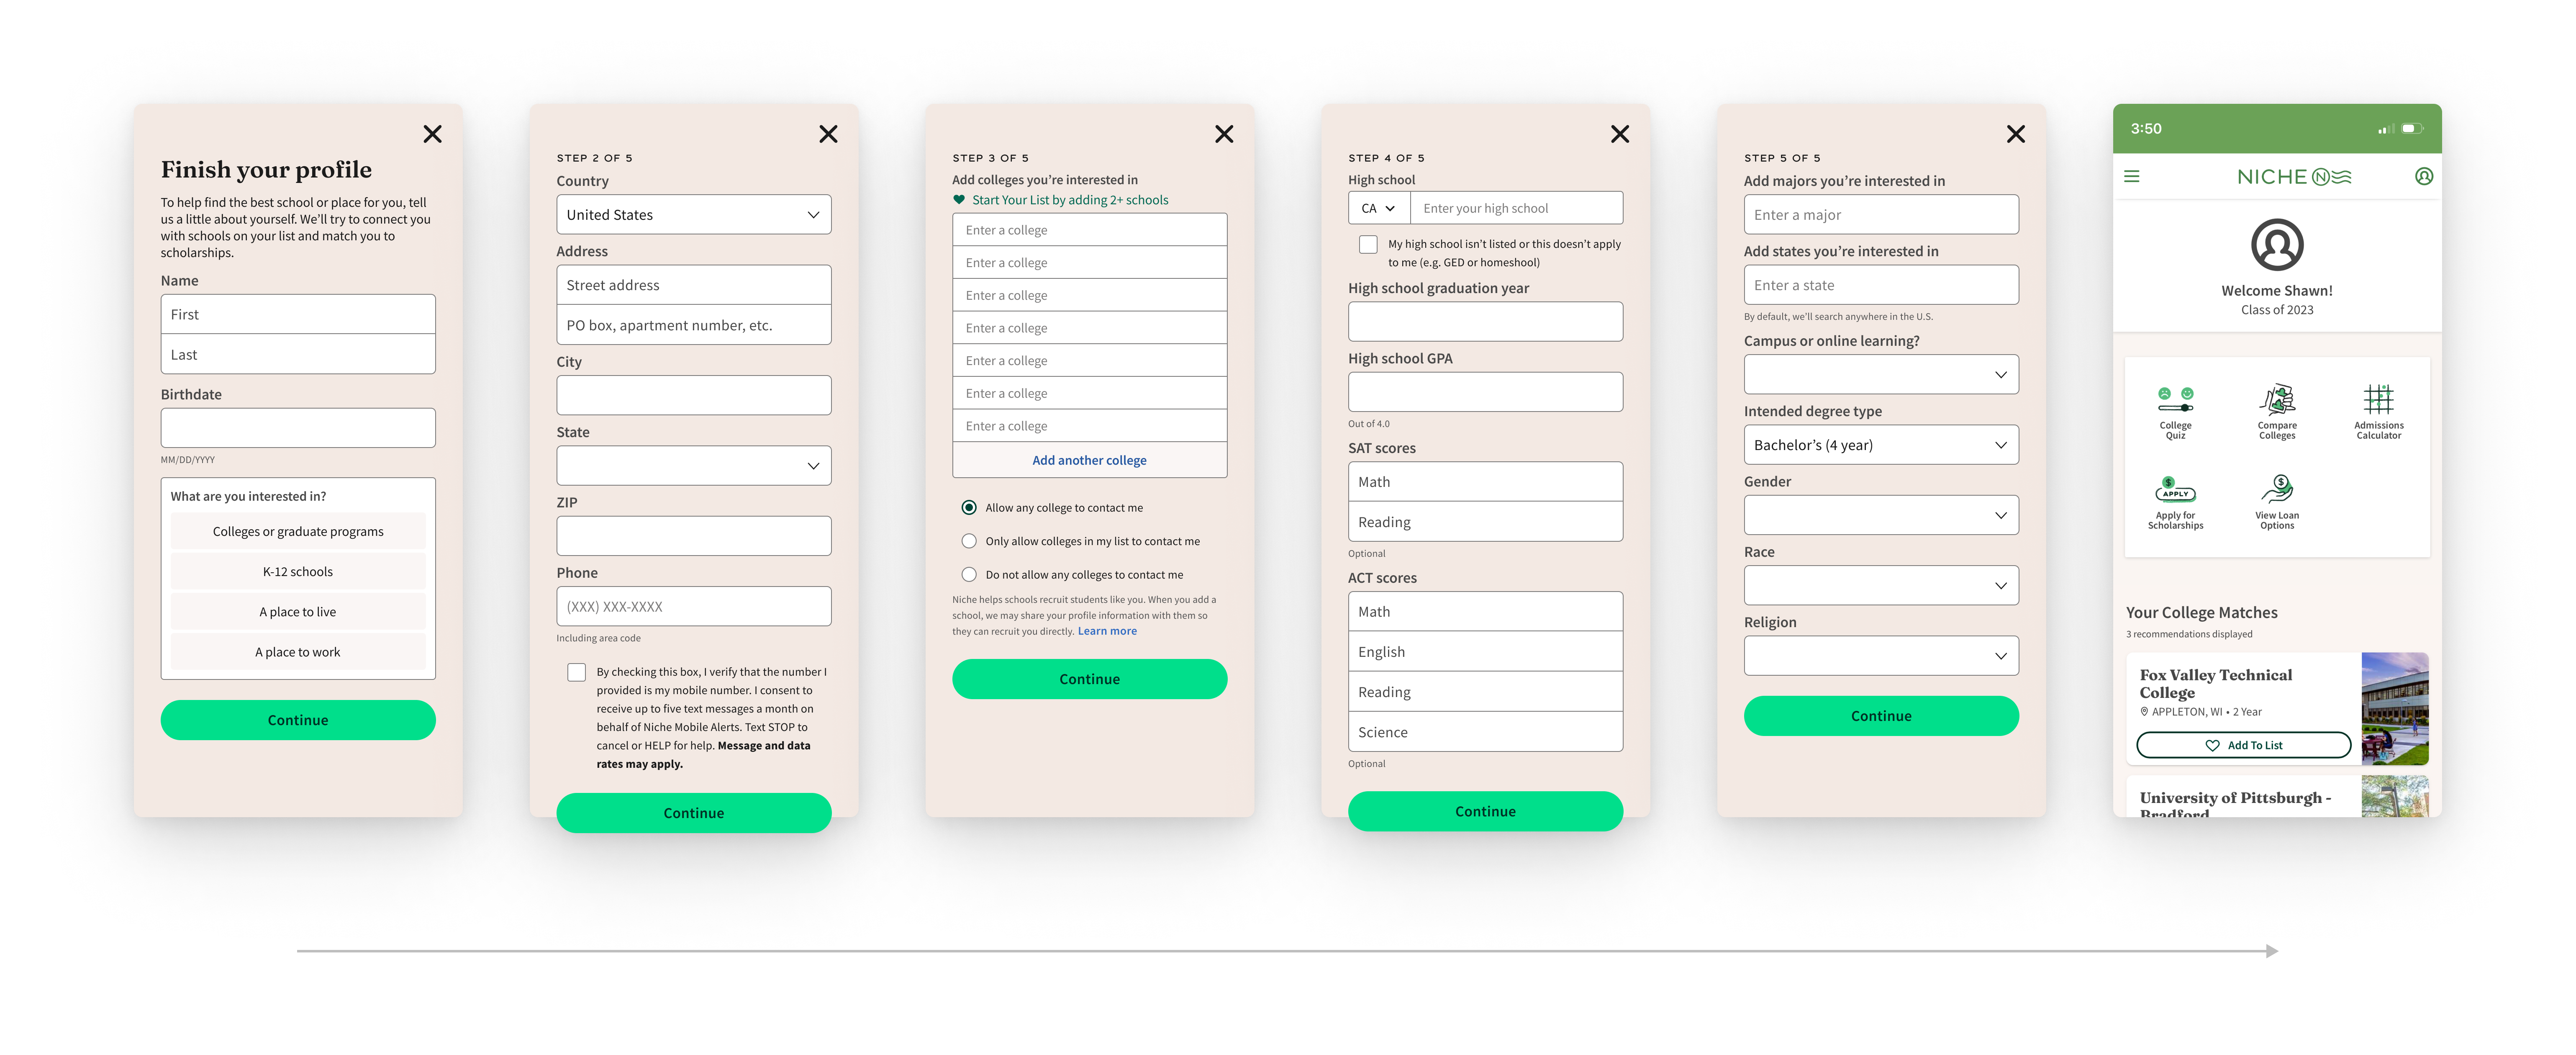 Finish your profile
To help find the best school or place for you, tell
us a little about yourself. We'll try to connect you
with schools on your list and match you to
scholarships.
Name
First
Last
Birthdate
MM/DD/YYYY
What are you interested in?
Colleges or graduate programs
K-12 schools
A place to live
A place to work
Continue
STEP 2 OF 5
Country
United States
Address
Street address
PO box, apartment number, etc.
City
State
ZIP
Phone
(XXX) XXX-XXXX
Including area code
By checking this box, I verify that the number I
provided is my mobile number. I consent to
receive up to five text messages a month on
behalf of Niche Mobile Alerts. Text STOP to
cancel or HELP for help. Message and data
rates may apply.
Continue
STEP 3 OF 5
Add colleges you're interested in
Start Your List by adding 2+ schools
Enter a college
Enter a college
Enter a college
Enter a college
Enter a college
Enter a college
Enter a college
Add another college
Allow any college to contact me
Only allow colleges in my list to contact me
Do not allow any colleges to contact me
Niche helps schools recruit students like you. When you add a
school, we may share your profile information with them so
they can recruit you directly. Learn more
Continue
STEP 4 OF 5
High school
CA Enter your high school
My high school isn't listed or this doesn't apply
to me (e.g. GED or homeshool)
High school graduation year
High school GPA
Out of 4.0
SAT scores
Math
Reading
Optional
ACT scores
Math
English
Reading
Science
Optional
Continue
STEP 5 OF 5
Add majors you're interested in
Enter a major
Add states you're interested in
Enter a state
By default, we'll search anywhere in the U.S.
Campus or online learning?
Intended degree type
Bachelor's (4 year)
Gender
Race
Religion
Continue
3:50
NICHE N
Welcome Shawn!
Class of 2023
College
Quiz
Compare
Colleges
Admissions
Calculator
$
APPLY
Apply for
Scholarships
$
View Loan
Options
Your College Matches
3 recommendations displayed
Fox Valley Technical
College
APPLETON, WI • 2 Year
Add To List
University of Pittsburgh -
Bradford